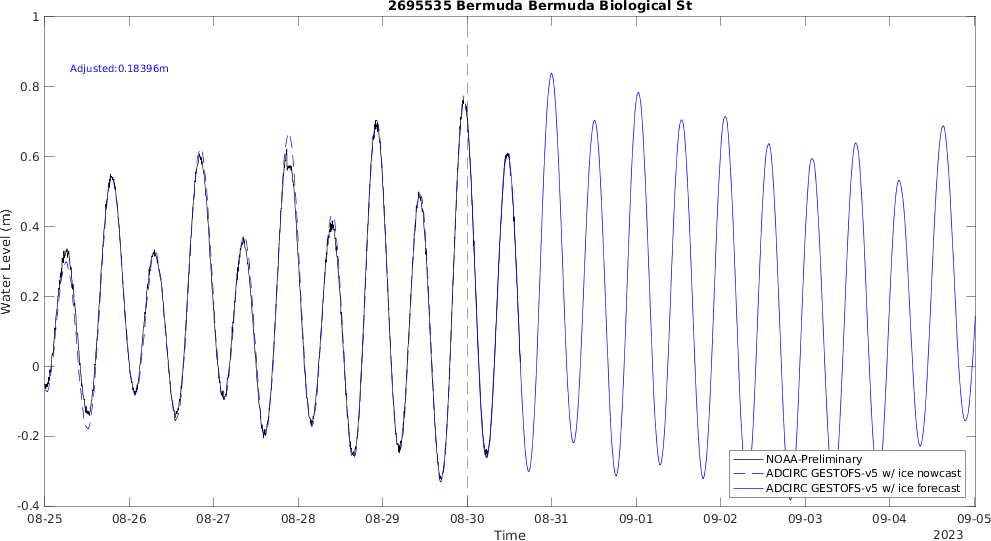 2695535 Bermuda Bermuda Biological St
Adjusted:0.18396m
Water Level (m)
1
0.8
0.6
0.4
0.2
0
-0.2
-0.4
08-25 08-26 08-27 08-28 08-29 08-30 08-31 09-01 09-02 09-03 09-04 09-05
Time
2023
NOAA-Preliminary
ADCIRC GESTOFS-v5 w/ ice nowcast
ADCIRC GESTOFS-v5 w/ ice forecast